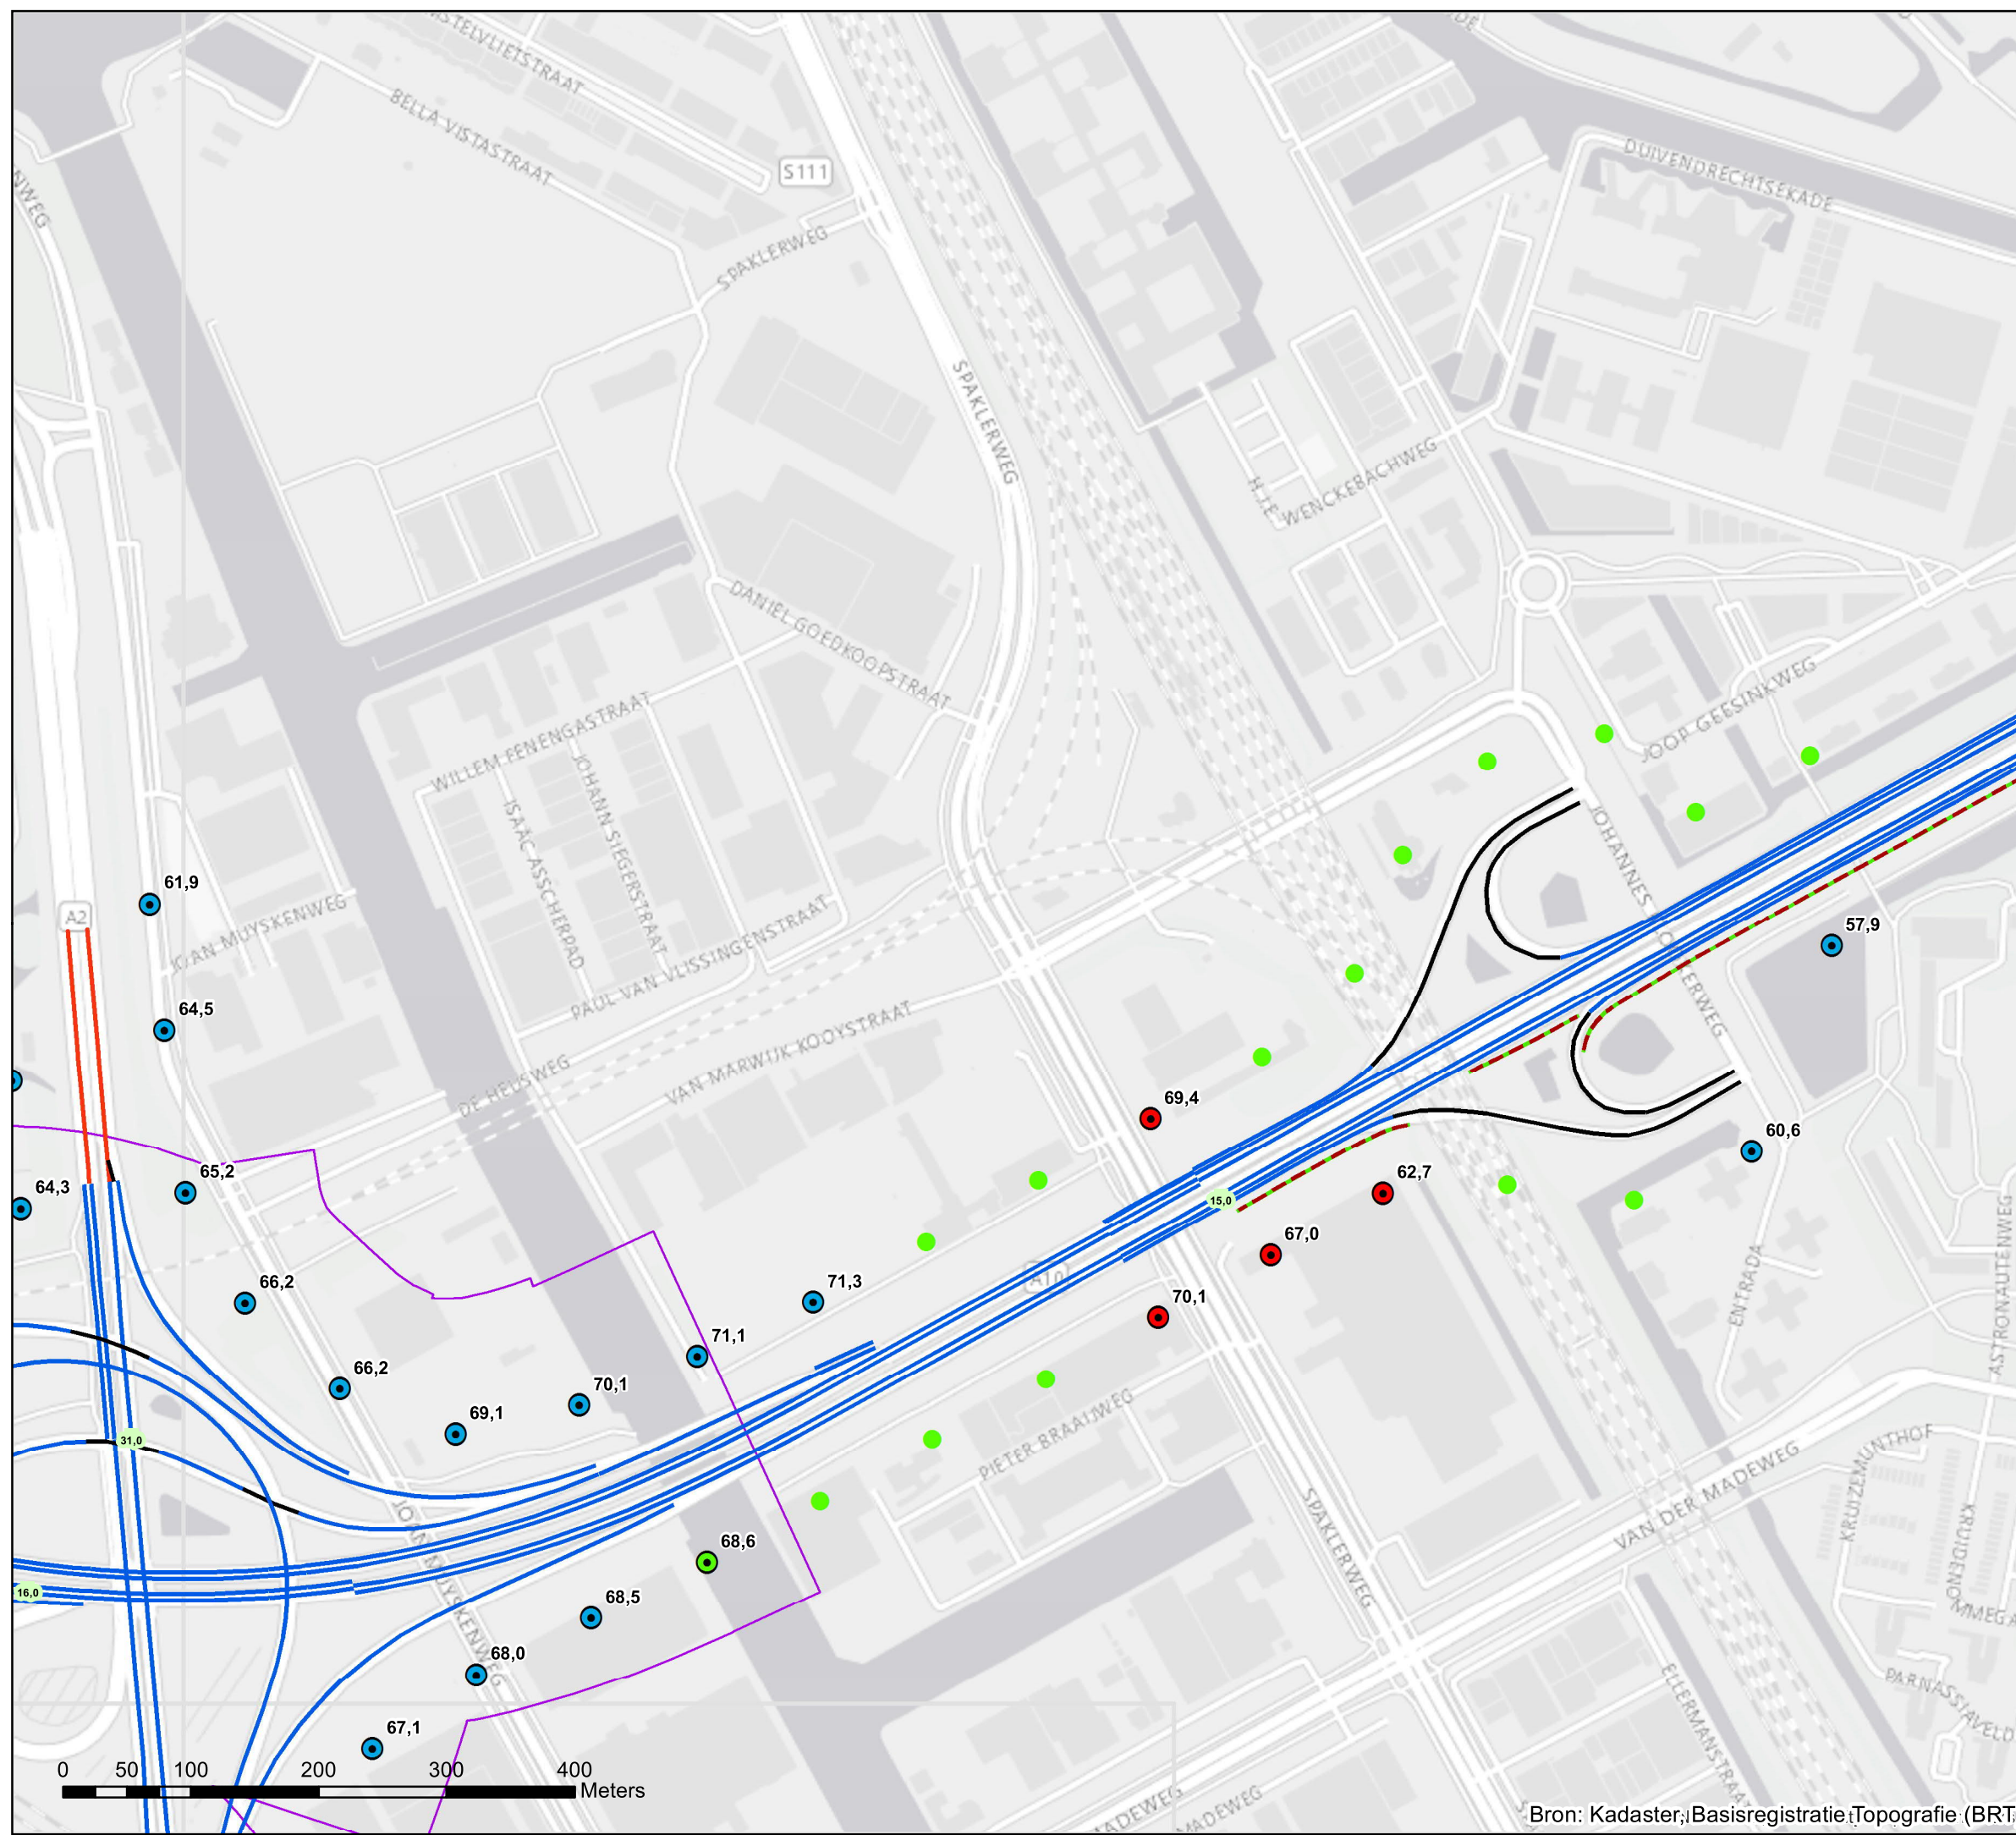 BELLA VISTASTRAAT
S111
DUIVENDRECHTSEKADE
SPAKLERWEG
SPAKLERWEG
H.J.E. WENCKEBACHWEG
DANIEL GOEDKOOPSTRAAT
WILLEM FENENGASTRAAT
JOOP GEESINKWEG
JOHANN SIEGERSTRAAT
ISAAC ASSCHERPAD
61,9
A2
JOAN MUYSKENWEG
PAUL VAN VLISSINGENSTRAAT
57,9
64,5
VAN MARWIJK KOOYSTRAAT
DE HEUSWEG
69,4
60,6
65,2
64,3
62,7
15,0
67,0
66,2
A10
71,3
70,1
ENTRADA
ASTRONAUTENWEG
71,1
66,2
70,1
69,1
31,0
PIETER BRAAIJWEG
VAN DER MADEWEG
KRUIZEMUNTHOF
SPAKLERWEG
JOAN MUYSKENWEG
68,6
16,0
68,5
68,0
67,1
ELLERMANSTRAAT
PARNASSIAVELD
0 50 100 200 300 400
Meters
MADEWEG
MADEWEG
Bron: Kadaster, Basisregistratie Topografie (BRT